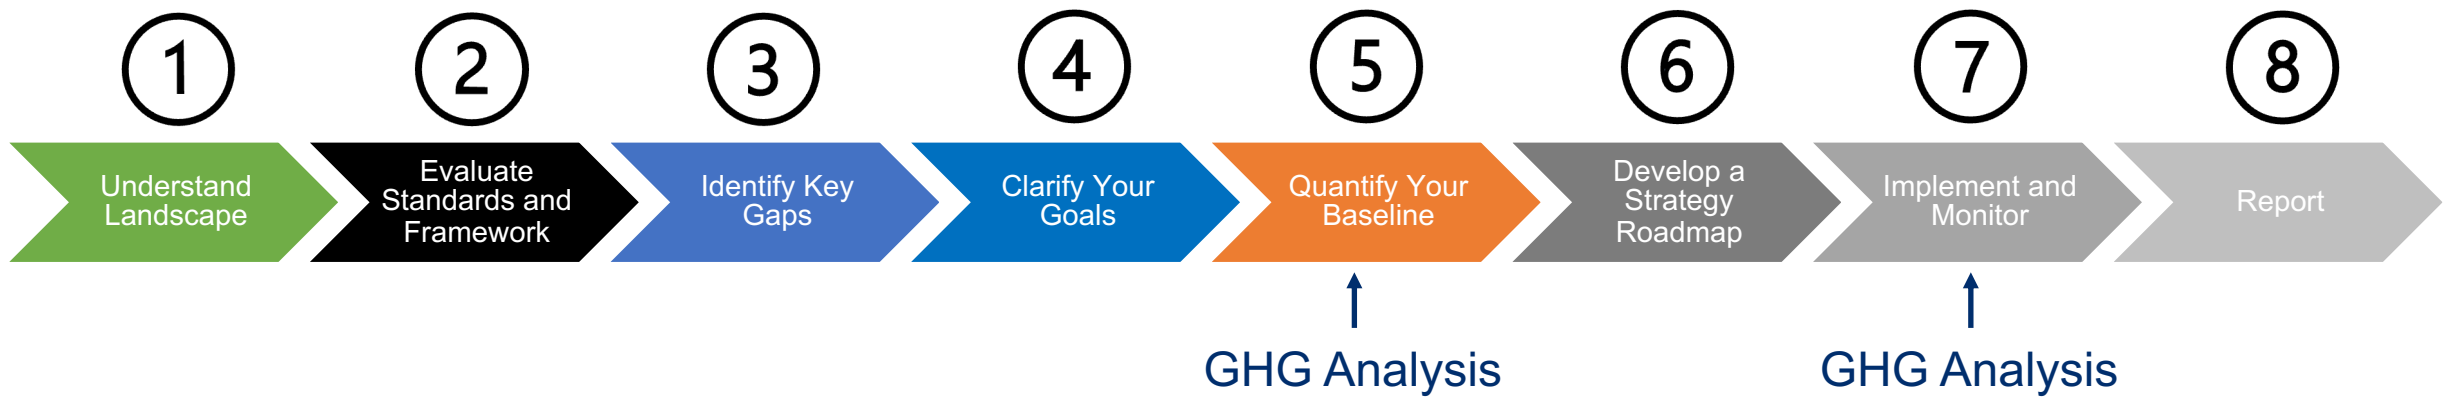 1
2
3
4
5
6
7
8
Understand
Landscape
Evaluate
Standards and
Framework
Identify Key
Gaps
Clarify Your
Goals
Quantify Your
Baseline
Develop a
Strategy
Roadmap
Implement and
Monitor
Report
GHG Analysis
GHG Analysis